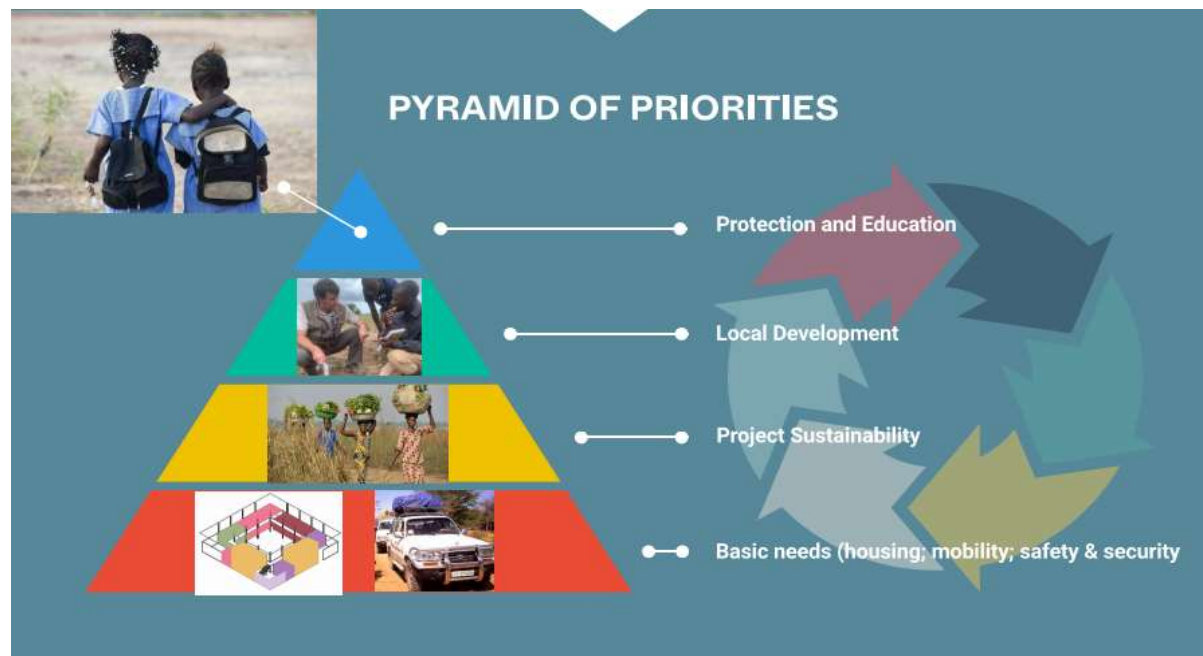 PYRAMID OF PRIORITIES
Protection and Education
Local Development
Project Sustainability
Basic needs (housing; mobility; safety & security